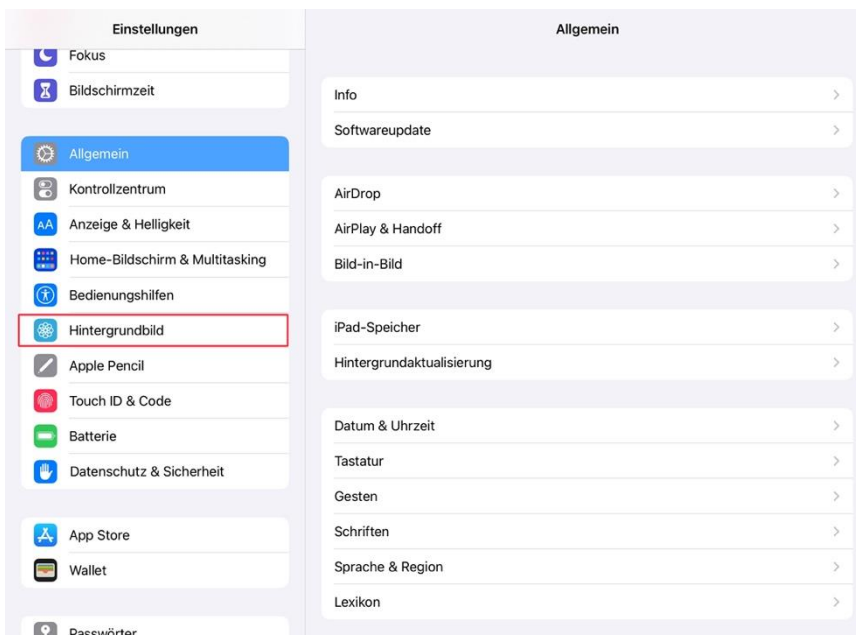 Einstellungen
Fokus
Bildschirmzeit
Allgemein
Kontrollzentrum
AA Anzeige & Helligkeit
Home-Bildschirm & Multitasking
Bedienungshilfen
Hintergrundbild
Apple Pencil
Touch ID & Code
Batterie
Datenschutz & Sicherheit
App Store
Wallet
Passwörter
Allgemein
Info
Softwareupdate
AirDrop
AirPlay & Handoff
Bild-in-Bild
iPad-Speicher
Hintergrundaktualisierung
Datum & Uhrzeit
Tastatur
Gesten
Schriften
Sprache & Region
Lexikon